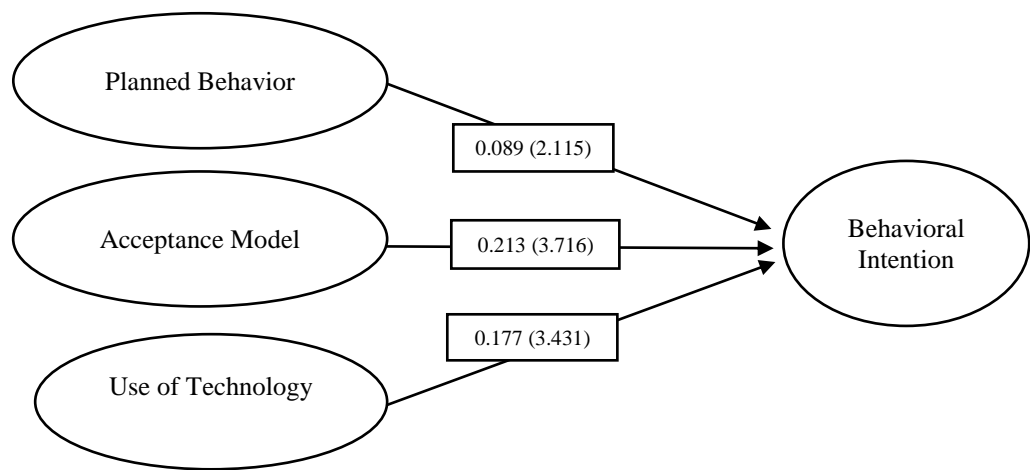 Planned Behavior
0.089 (2.115)
Acceptance Model
0.213 (3.716)
Behavioral
Intention
0.177 (3.431)
Use of Technology